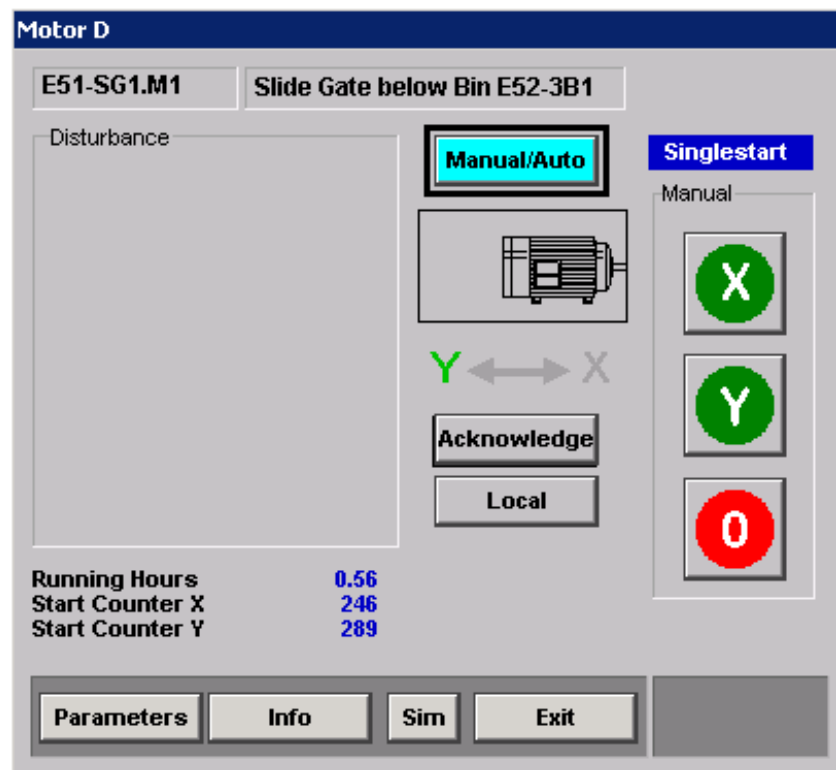 Motor D
E51-SG1.M1 Slide Gate below Bin E52-3B1
Disturbance
Manual/Auto
Singlestart
Manual
X
Y X
Y
Acknowledge
Local
0
Running Hours 0.56
Start Counter X 246
Start Counter Y 289
Parameters Info Sim Exit